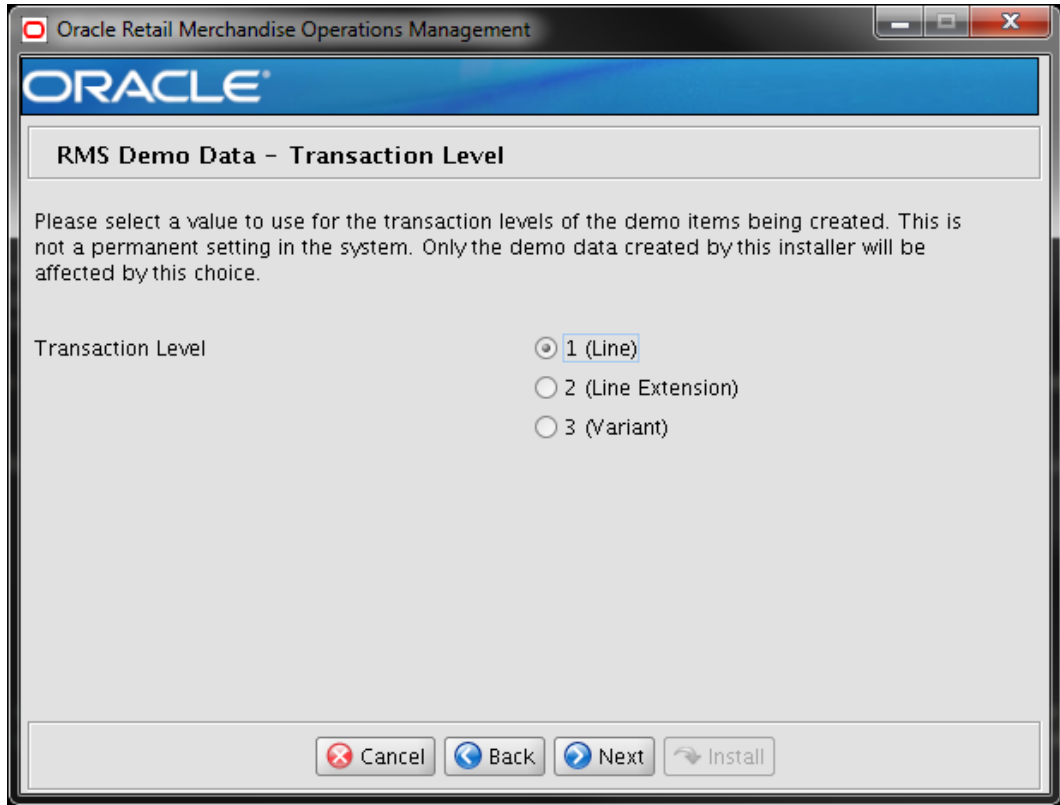 Oracle Retail Merchandise Operations Management
ORACLE
RMS Demo Data – Transaction Level
Please select a value to use for the transaction levels of the demo items being created. This is
not a permanent setting in the system. Only the demo data created by this installer will be
affected by this choice.
Transaction Level
1 (Line)
2 (Line Extension)
3 (Variant)
Cancel Back Next Install